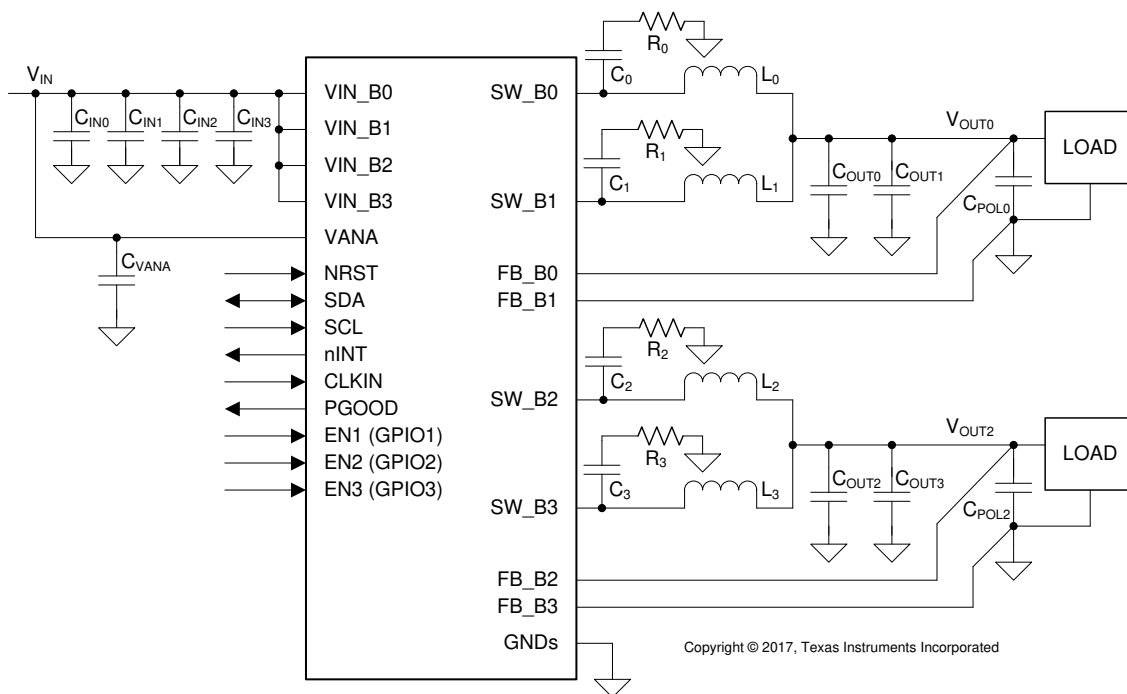 V_IN
C_IN0
C_IN1
C_IN2
C_IN3
C_VANA
VIN_B0
VIN_B1
VIN_B2
VIN_B3
VANA
NRST
SDA
SCL
nINT
CLKIN
PGOOD
EN1 (GPIO1)
EN2 (GPIO2)
EN3 (GPIO3)
SW_B0
SW_B1
FB_B0
FB_B1
SW_B2
SW_B3
FB_B2
FB_B3
GNDs
R_0
C_0
L_0
R_1
C_1
L_1
V_OUT0
LOAD
C_OUT0
C_OUT1
C_POL0
R_2
C_2
L_2
R_3
C_3
L_3
V_OUT2
LOAD
C_OUT2
C_OUT3
C_POL2
Copyright © 2017, Texas Instruments Incorporated